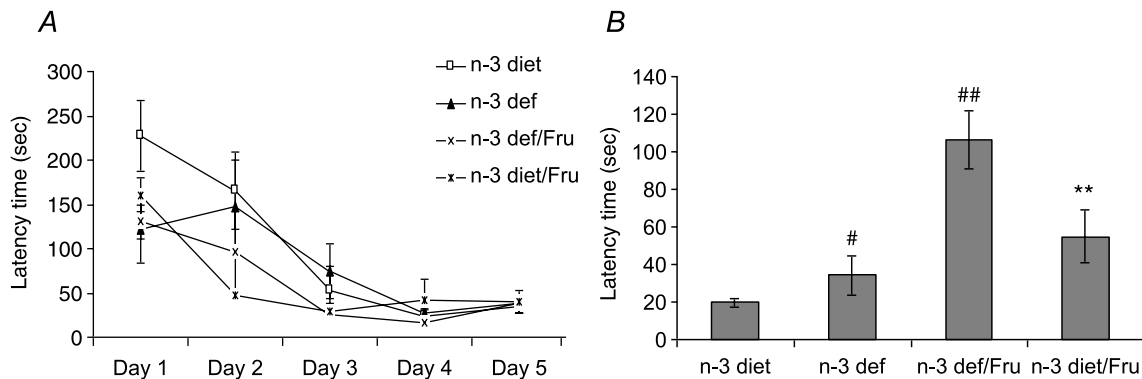 A
Latency time (sec)
300
250
200
150
100
50
0
Day 1 Day 2 Day 3 Day 4 Day 5
n-3 diet
n-3 def
n-3 def/Fru
n-3 diet/Fru
B
Latency time (sec)
140
120
100
80
60
40
20
0
#
##
**
n-3 diet n-3 def n-3 def/Fru n-3 diet/Fru